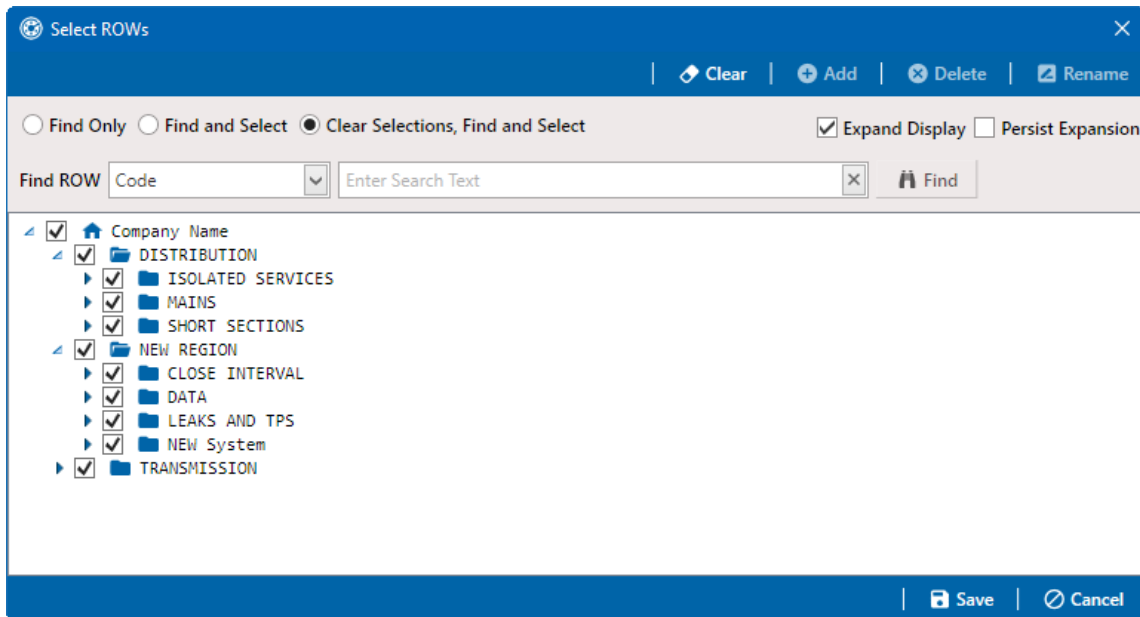 Select ROWs
Clear Add Delete Rename
Find Only Find and Select Clear Selections, Find and Select Expand Display Persist Expansion
Find ROW Code Enter Search Text Find
Company Name
DISTRIBUTION
ISOLATED SERVICES
MAINS
SHORT SECTIONS
NEW REGION
CLOSE INTERVAL
DATA
LEAKS AND TPS
NEW System
TRANSMISSION
Save Cancel